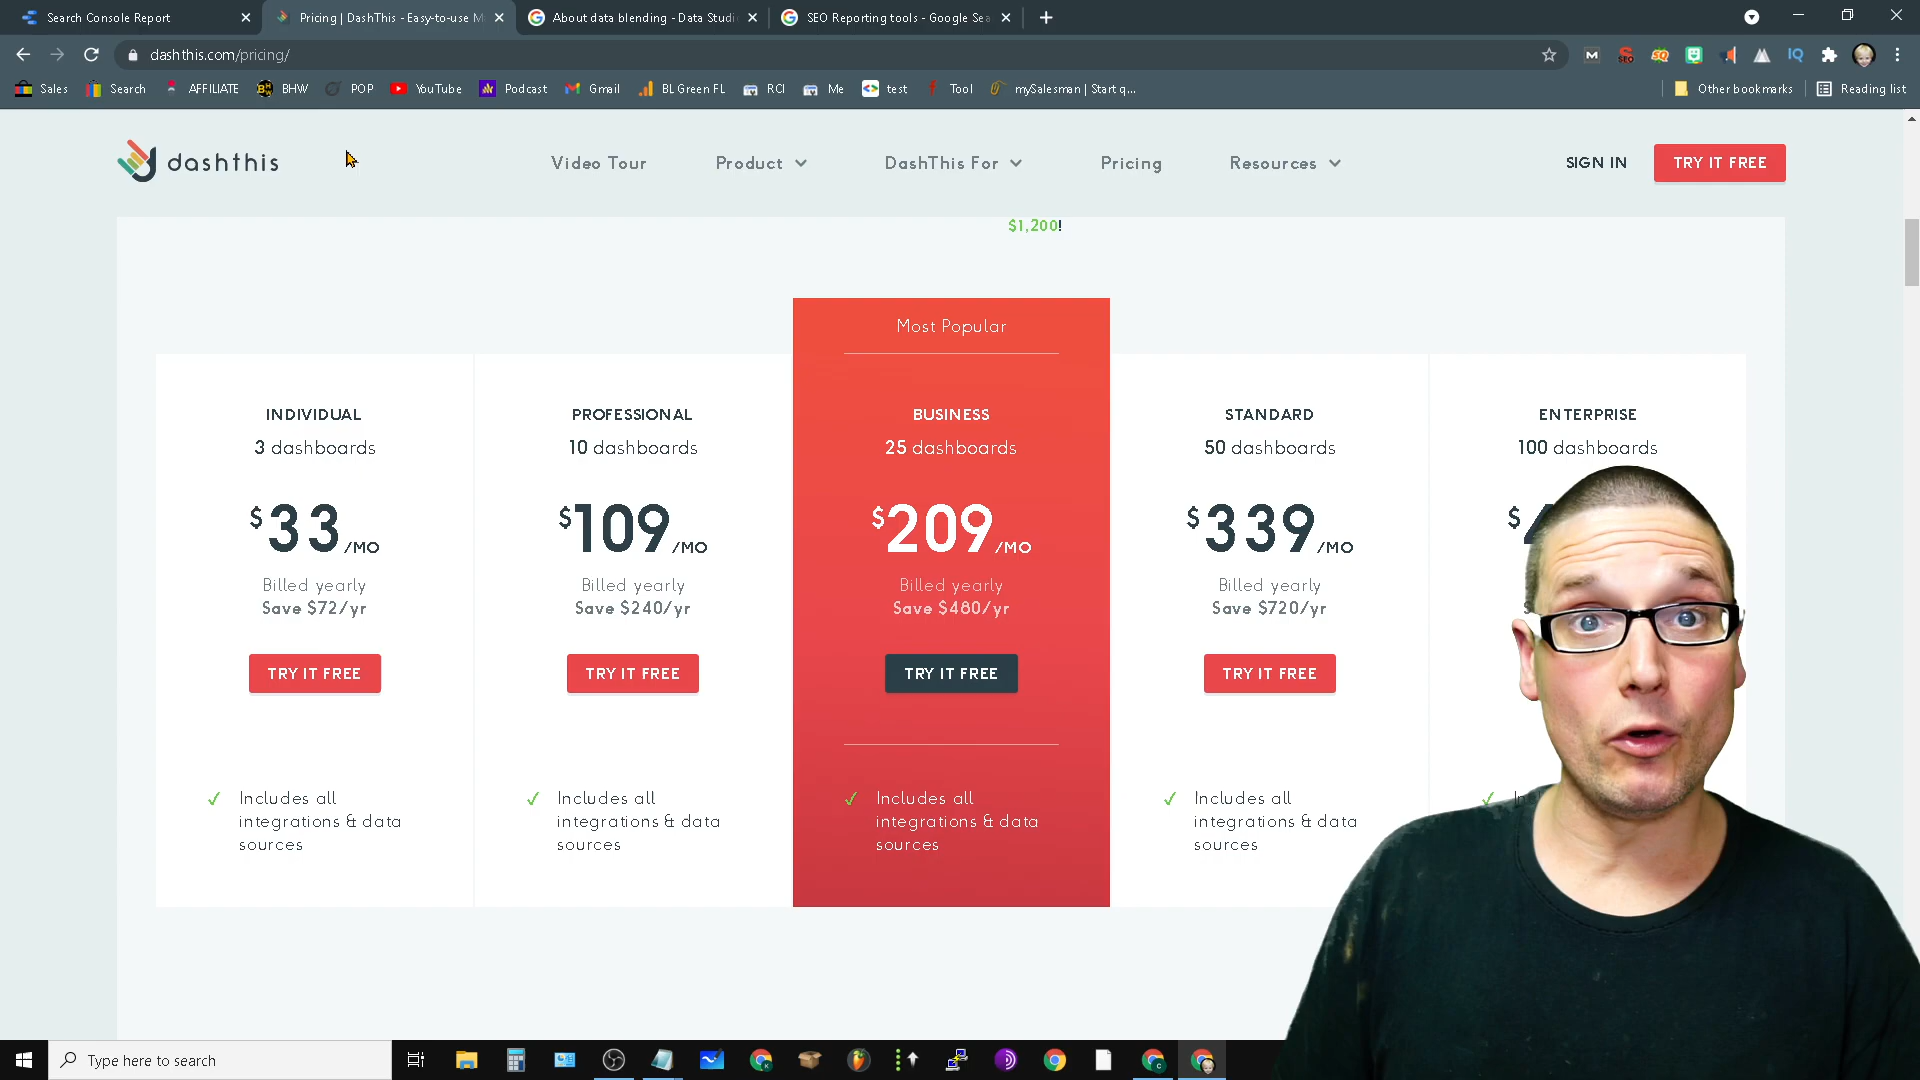 Search Console Report
Pricing | DashThis - Easy-to-use M
About data blending - Data Studi
SEO Reporting tools - Google Sea
dashthis.com/pricing/
Sales
Search
AFFILIATE
BHW
POP
YouTube
Podcast
Gmail
BL Green FL
RCI
Me
test
Tool
mySalesman | Start q...
Other bookmarks
Reading list
dashthis
Video Tour
Product
DashThis For
Pricing
Resources
SIGN IN
TRY IT FREE
$1,200!
Most Popular
INDIVIDUAL
3 dashboards
$33/MO
Billed yearly
Save $72/yr
TRY IT FREE
✓ Includes all
integrations & data
sources
PROFESSIONAL
10 dashboards
$109/MO
Billed yearly
Save $240/yr
TRY IT FREE
✓ Includes all
integrations & data
sources
BUSINESS
25 dashboards
$209/MO
Billed yearly
Save $480/yr
TRY IT FREE
✓ Includes all
integrations & data
sources
STANDARD
50 dashboards
$339/MO
Billed yearly
Save $720/yr
TRY IT FREE
✓ Includes all
integrations & data
sources
ENTERPRISE
100 dashboards
$
Type here to search